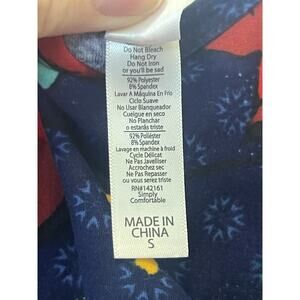 Do Not Bleach
Hang Dry
Do Not Iron
or you'll be sad
92% Polyester
8% Spandex
Lavar A Máquina En Frío
Ciclo Suave
No Usar Blanqueador
Cuelgue en seco
No Planchar
o estarás triste
92% Poliéster
8% Spandex
Lavage en machine à froid
Cycle Délicat
Ne Pas Javelliser
Accrochez sec
Ne Pas Repasser
ou vous serez triste
RN#142161
Simply
Comfortable
MADE IN
CHINA
S